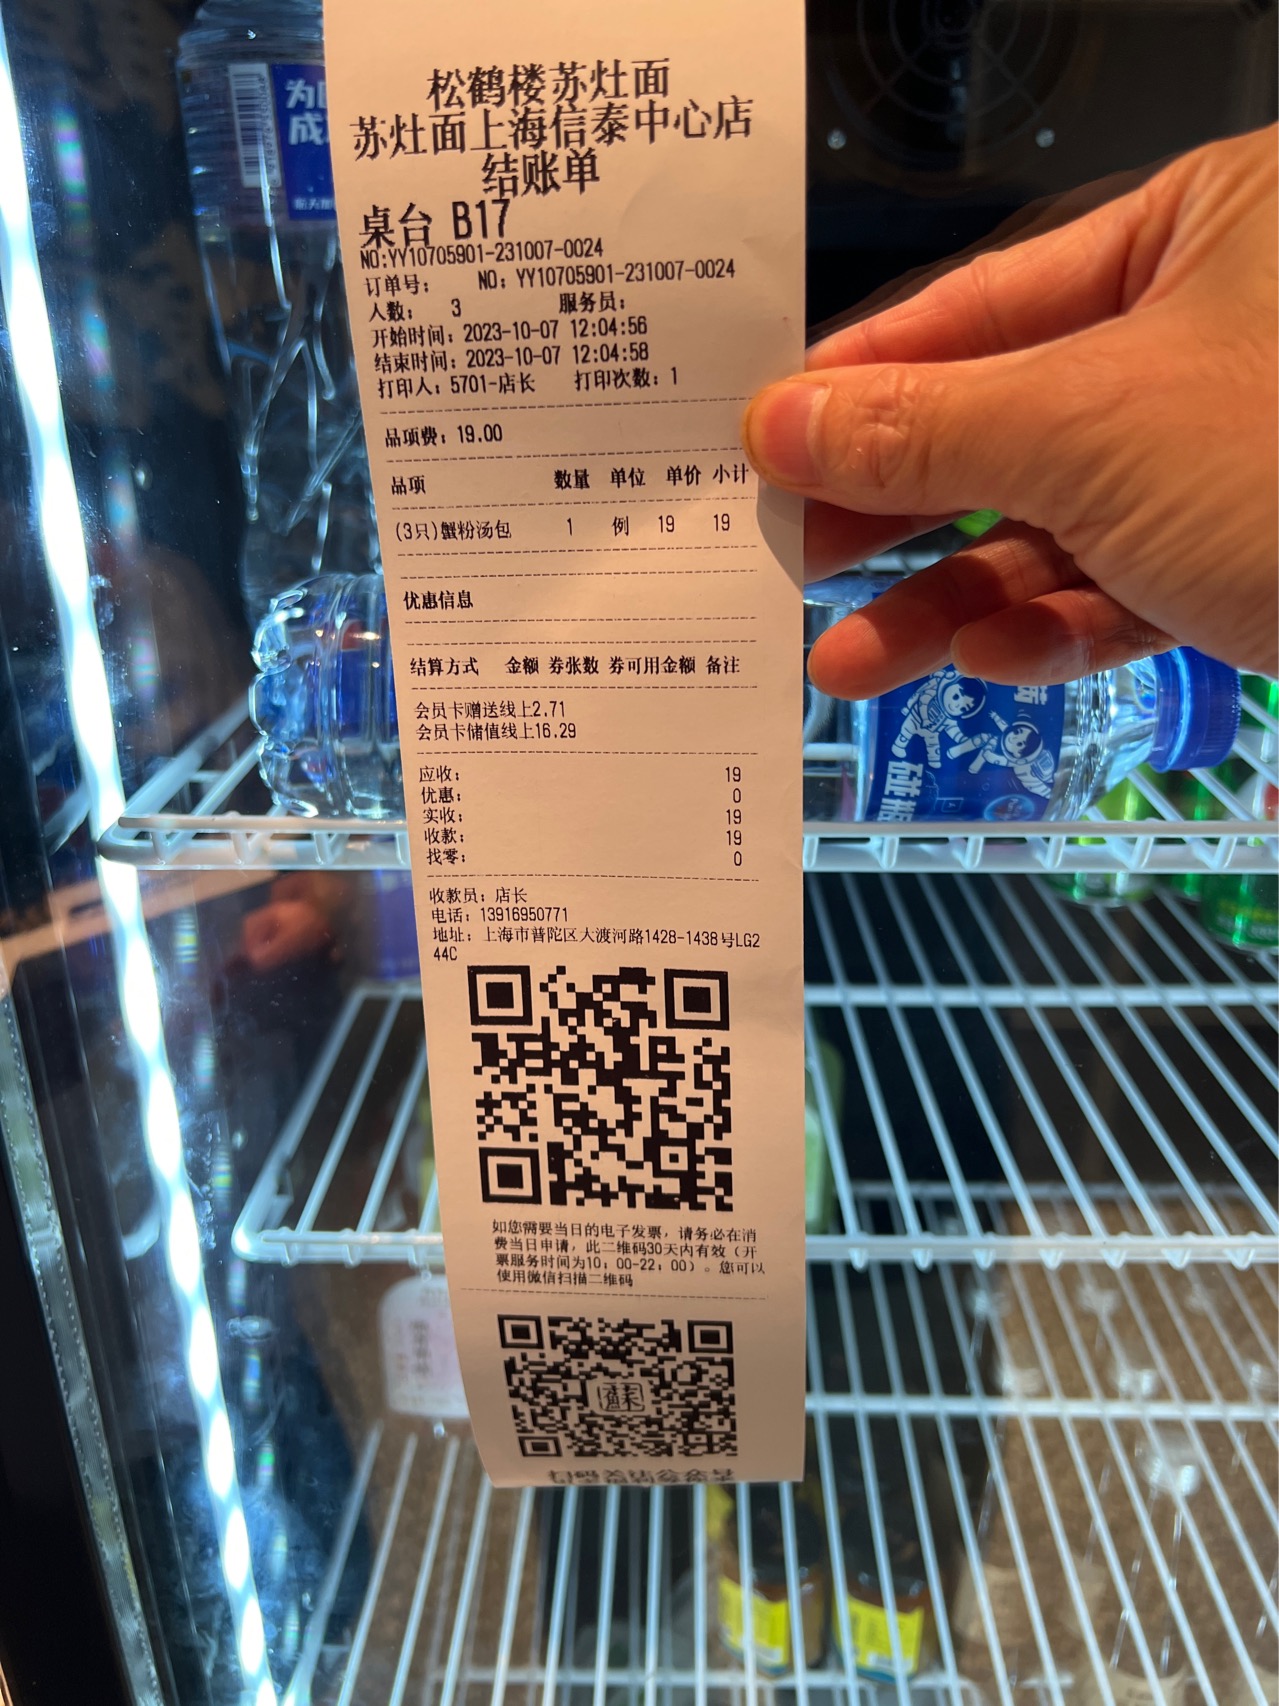 松鹤楼苏灶面
苏灶面上海信泰中心店
结账单
桌台 B17
NO:YY10705901-231007-0024
订单号: NO: YY10705901-231007-0024
人数: 3 服务员:
开始时间: 2023-10-07 12:04:56
结束时间: 2023-10-07 12:04:58
打印人: 5701-店长 打印次数: 1
品项费: 19.00
品项 数量 单位 单价 小计
(3只)蟹粉汤包 1 例 19 19
优惠信息
结算方式 金额 券张数 券可用金额 备注
会员卡赠送线上2.71
会员卡储值线上16.29
应收: 19
优惠: 0
实收: 19
收款: 19
找零: 0
收款员: 店长
电话: 13916950771
地址: 上海市普陀区大渡河路1428-1438号LG2
44C
如您需要当日的电子发票，请务必在消
费当日申请，此二维码30天内有效（开
票服务时间为10：00-22：00）。您可以
使用微信扫描二维码
为
成
航天
碰